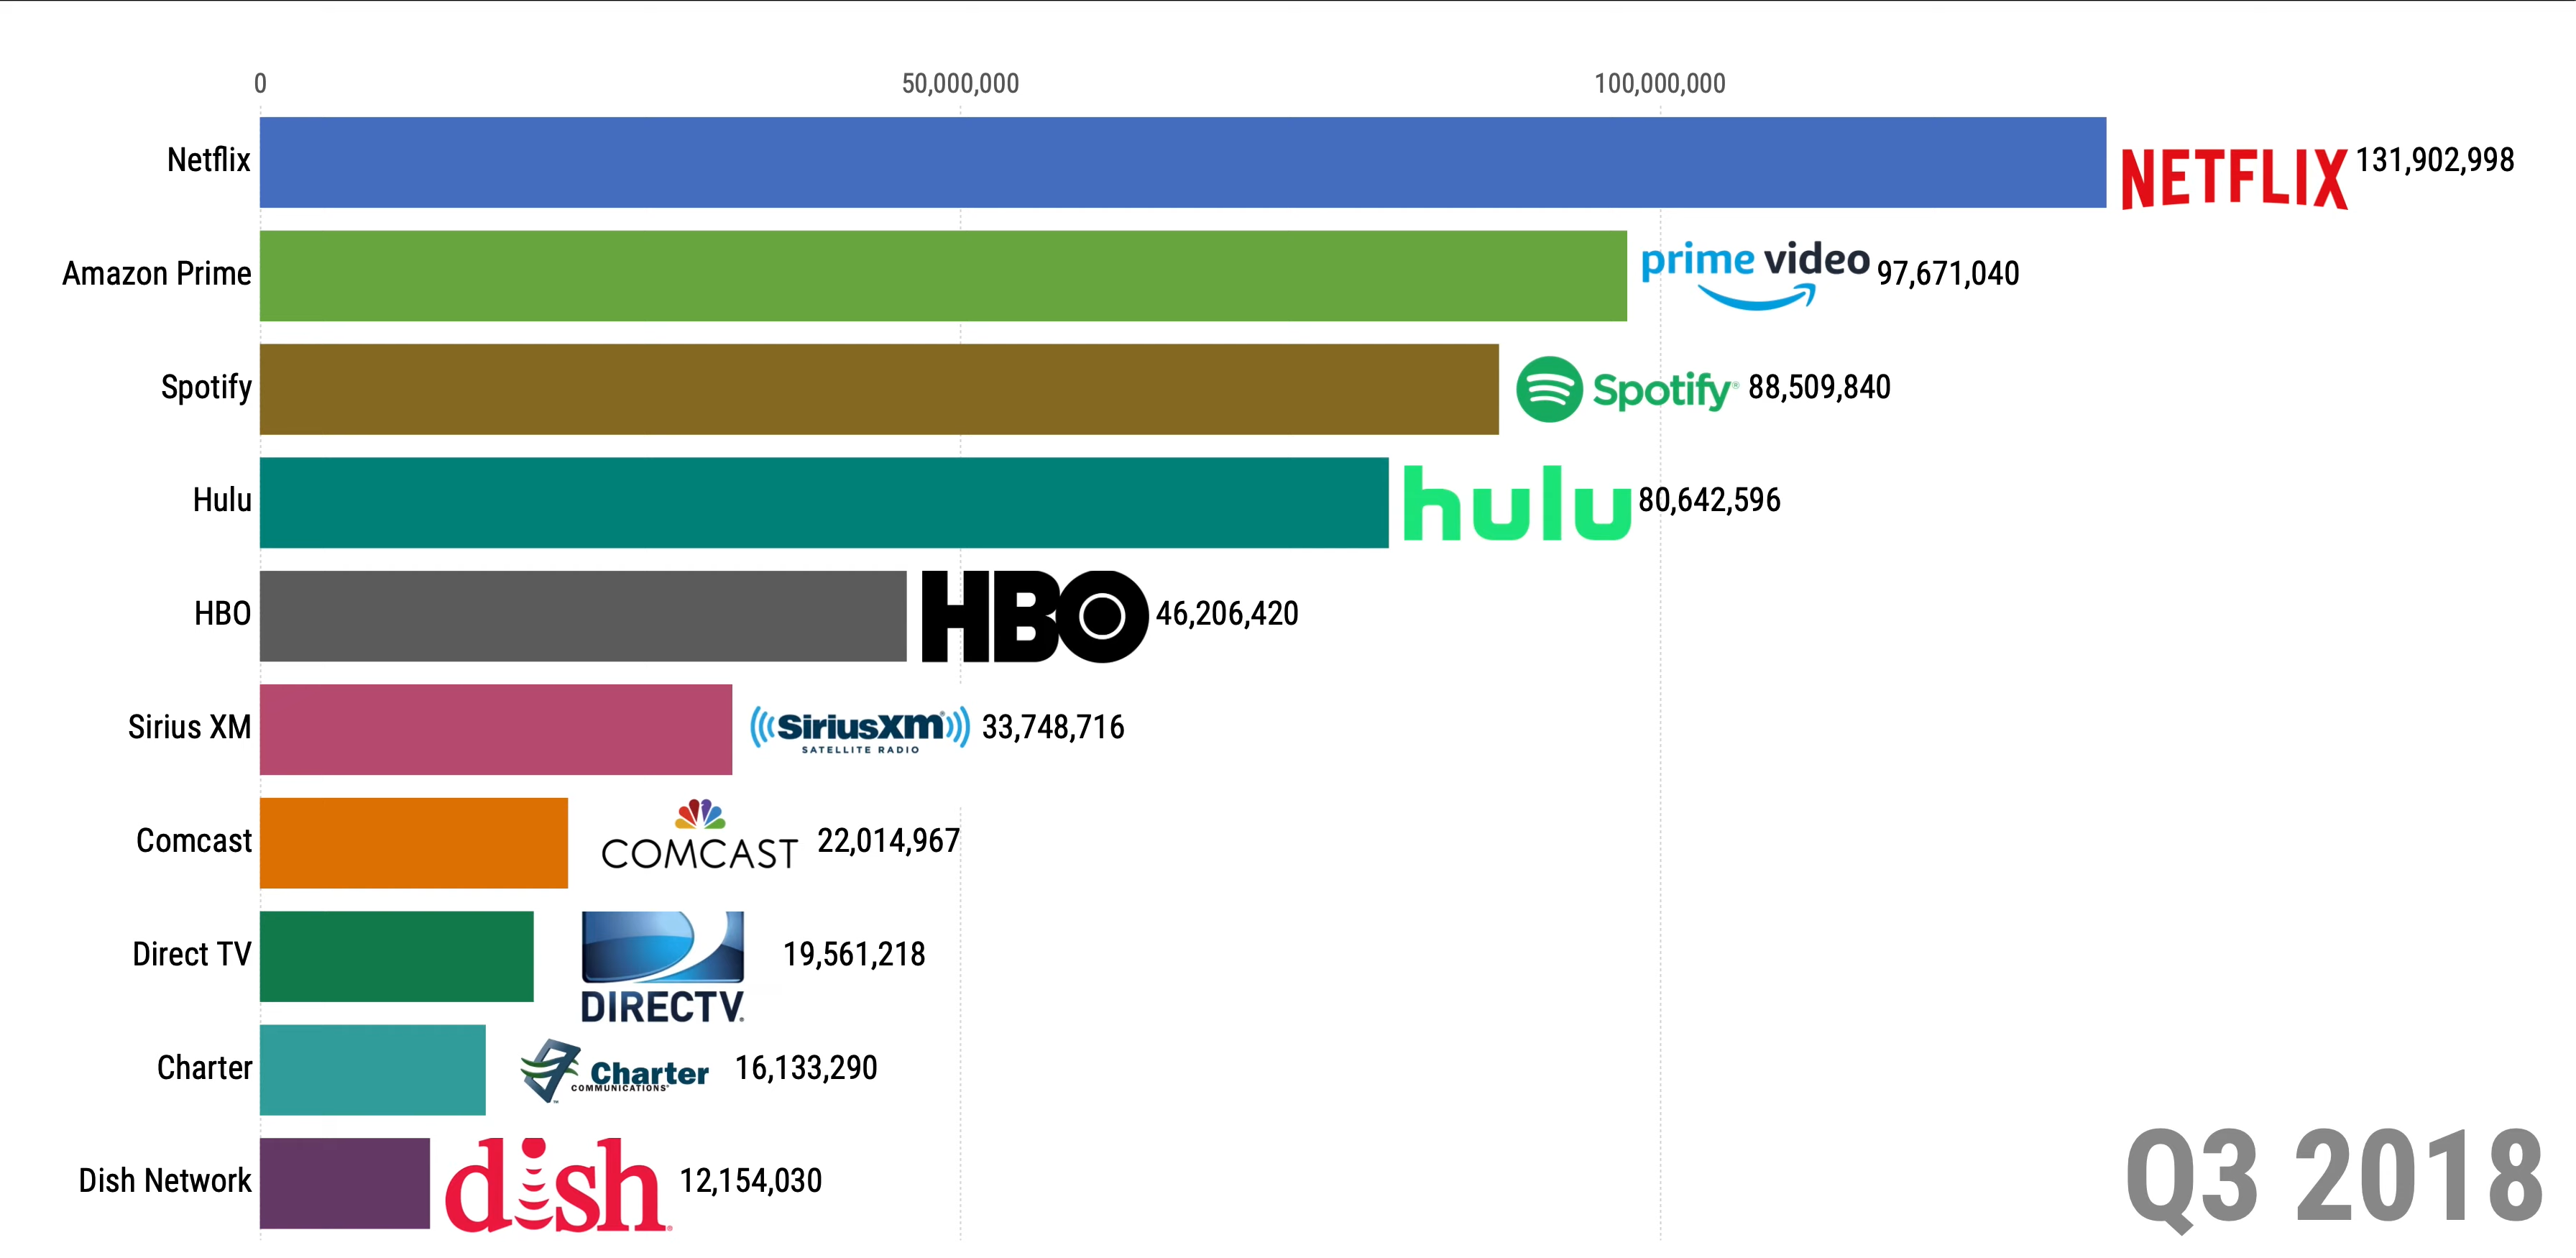 0 50,000,000 100,000,000
Netflix NETFLIX 131,902,998
Amazon Prime prime video 97,671,040
Spotify Spotify® 88,509,840
Hulu hulu 80,642,596
HBO HBO 46,206,420
Sirius XM SiriusXM® 33,748,716
SATELLITE RADIO
Comcast COMCAST 22,014,967
Direct TV DIRECTV® 19,561,218
Charter Charter 16,133,290
COMMUNICATIONS™
Dish Network dish® 12,154,030
Q3 2018